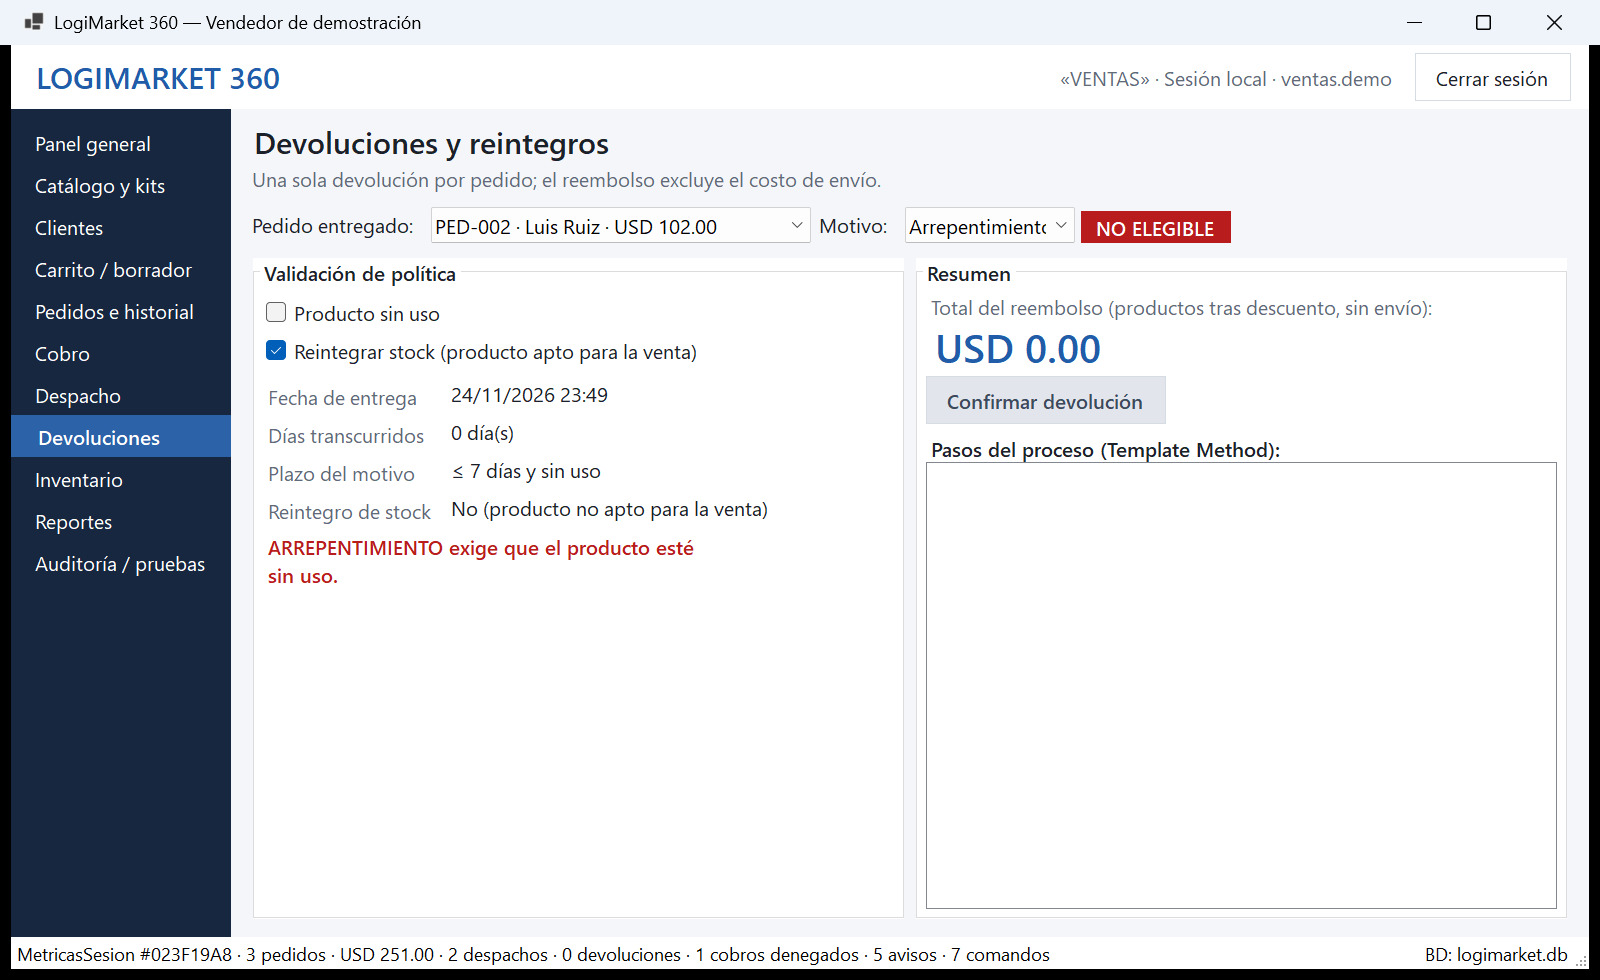 LogiMarket 360 — Vendedor de demostración
LOGIMARKET 360
«VENTAS» · Sesión local · ventas.demo
Cerrar sesión
Panel general
Catálogo y kits
Clientes
Carrito / borrador
Pedidos e historial
Cobro
Despacho
Devoluciones
Inventario
Reportes
Auditoría / pruebas
Devoluciones y reintegros
Una sola devolución por pedido; el reembolso excluye el costo de envío.
Pedido entregado: PED-002 · Luis Ruiz · USD 102.00 Motivo: Arrepentimiento NO ELEGIBLE
Validación de política
Producto sin uso
Reintegrar stock (producto apto para la venta)
Fecha de entrega 24/11/2026 23:49
Días transcurridos 0 día(s)
Plazo del motivo ≤ 7 días y sin uso
Reintegro de stock No (producto no apto para la venta)
ARREPENTIMIENTO exige que el producto esté
sin uso.
Resumen
Total del reembolso (productos tras descuento, sin envío):
USD 0.00
Confirmar devolución
Pasos del proceso (Template Method):
MetricasSesion #023F19A8 · 3 pedidos · USD 251.00 · 2 despachos · 0 devoluciones · 1 cobros denegados · 5 avisos · 7 comandos
BD: logimarket.db